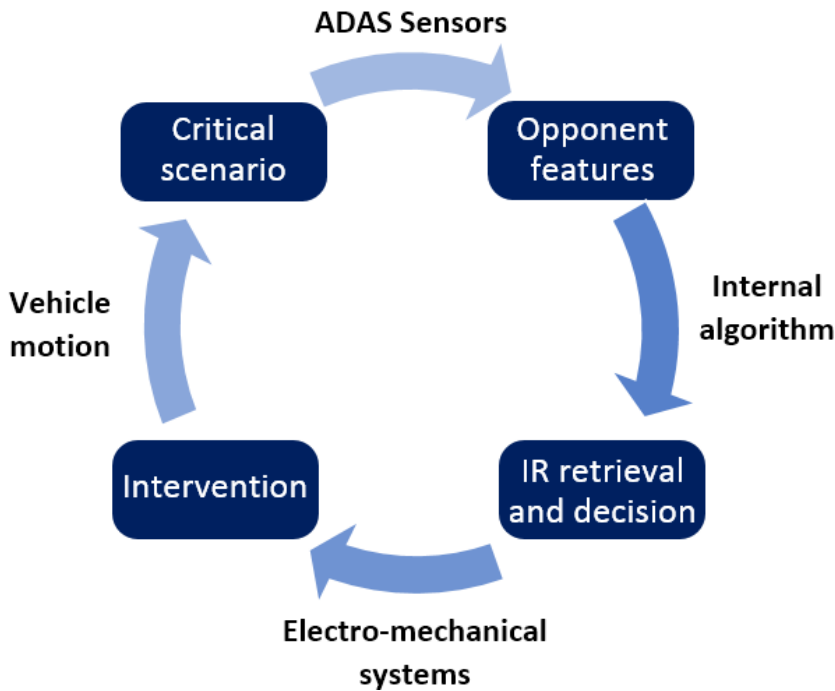 ADAS Sensors
Critical
scenario
Opponent
features
Vehicle
motion
Internal
algorithm
Intervention
IR retrieval
and decision
Electro-mechanical
systems